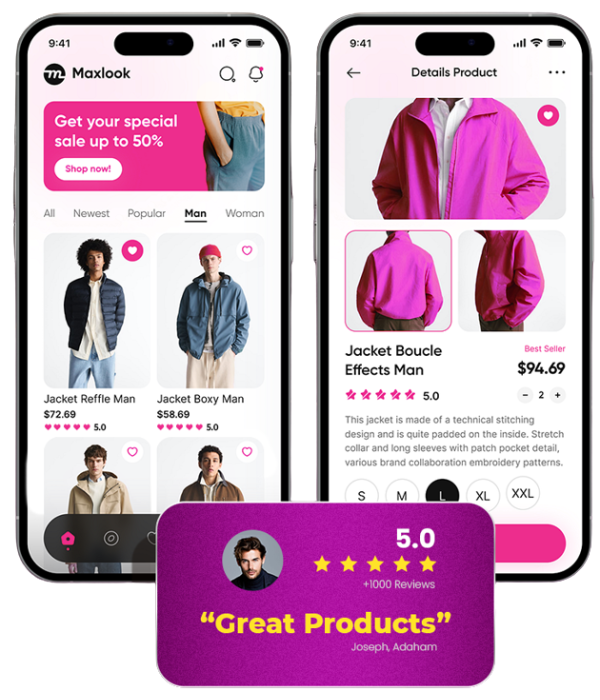 9:41
Maxlook
Get your special
sale up to 50%
Shop now!
All Newest Popular Man Woman
Jacket Reffle Man
$72.69
5.0
Jacket Boxy Man
$58.69
5.0
9:41
Details Product
Jacket Boucle
Effects Man
Best Seller
$94.69
5.0
- 2 +
This jacket is made of a technical stitching
design and is quite padded on the inside. Stretch
collar and long sleeves with patch pocket detail,
various brand collaboration embroidery patterns.
S M L XL XXL
5.0
+1000 Reviews
“Great Products”
Joseph, Adaham